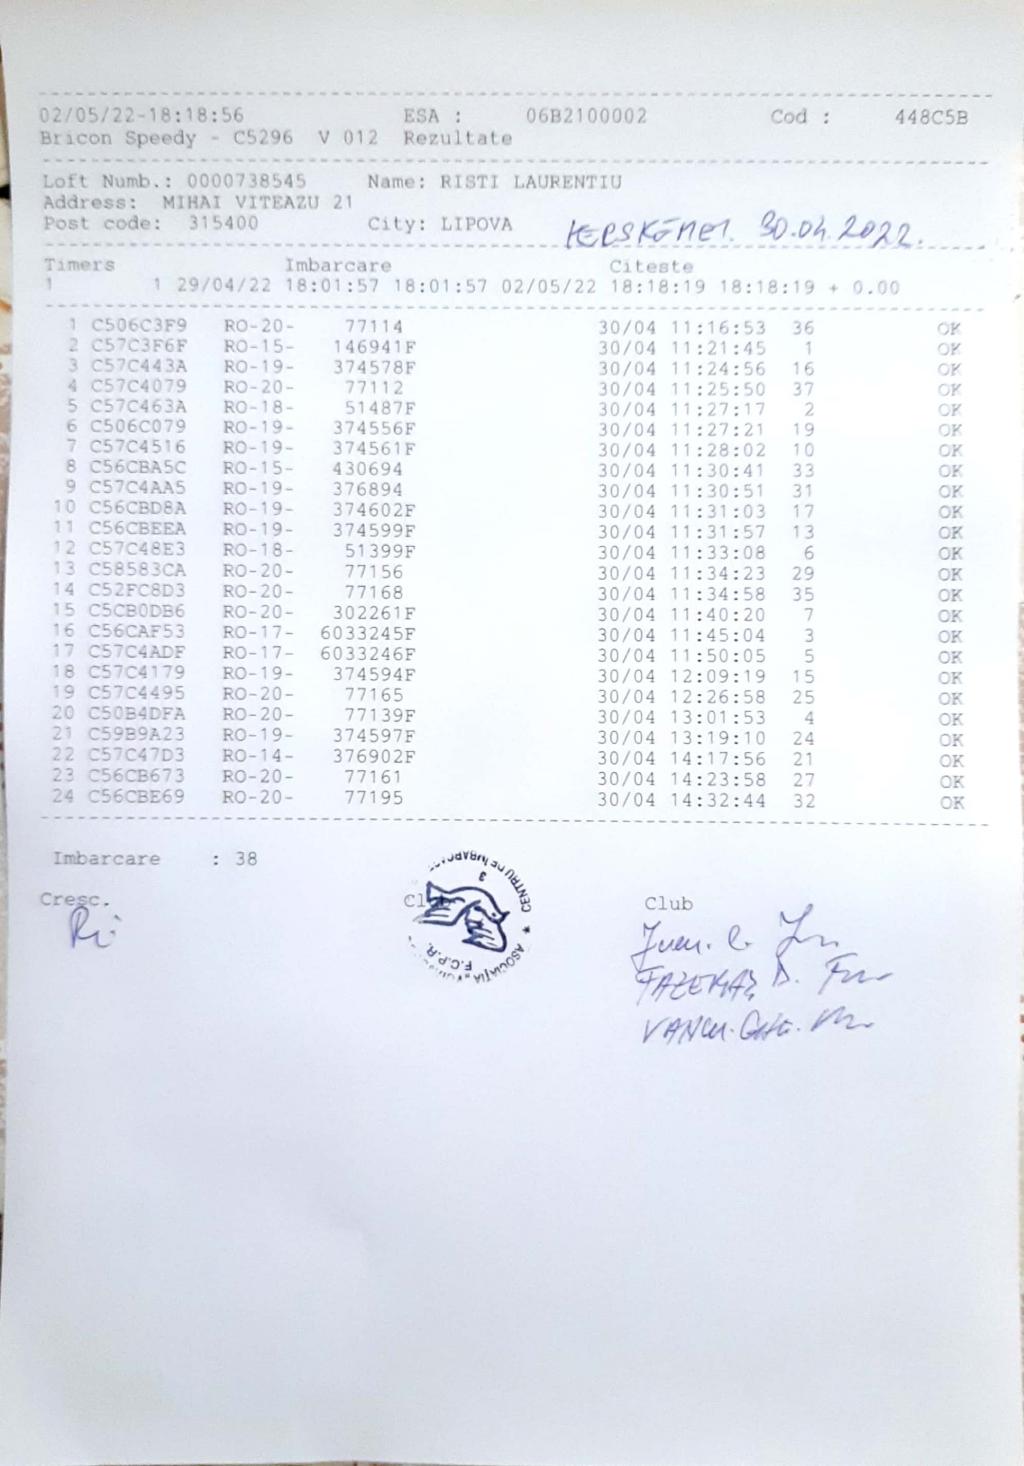 02/05/22-18:18:56 ESA : 06B2100002 Cod : 448C5B
Bricon Speedy - C5296 V 012 Rezultate
Loft Numb.: 0000738545 Name: RISTI LAURENTIU
Address: MIHAI VITEAZU 21
Post code: 315400 City: LIPOVA
30.04.2022.
Timers Imbarcare Citeste
1 1 29/04/22 18:01:57 18:01:57 02/05/22 18:18:19 18:18:19 + 0.00
1 C506C3F9 RO-20- 77114 30/04 11:16:53 36 OK
2 C57C3F6F RO-15- 146941F 30/04 11:21:45 1 OK
3 C57C443A RO-19- 374578F 30/04 11:24:56 16 OK
4 C57C4079 RO-20- 77112 30/04 11:25:50 37 OK
5 C57C463A RO-18- 51487F 30/04 11:27:17 2 OK
6 C506C079 RO-19- 374556F 30/04 11:27:21 19 OK
7 C57C4516 RO-19- 374561F 30/04 11:28:02 10 OK
8 C56CBA5C RO-15- 430694 30/04 11:30:41 33 OK
9 C57C4AA5 RO-19- 376894 30/04 11:30:51 31 OK
10 C56CBD8A RO-19- 374602F 30/04 11:31:03 17 OK
11 C56CBEEA RO-19- 374599F 30/04 11:31:57 13 OK
12 C57C48E3 RO-18- 51399F 30/04 11:33:08 6 OK
13 C58583CA RO-20- 77156 30/04 11:34:23 29 OK
14 C52FC8D3 RO-20- 77168 30/04 11:34:58 35 OK
15 C5CB0DB6 RO-20- 302261F 30/04 11:40:20 7 OK
16 C56CAF53 RO-17- 6033245F 30/04 11:45:04 3 OK
17 C57C4ADF RO-17- 6033246F 30/04 11:50:05 5 OK
18 C57C4179 RO-19- 374594F 30/04 12:09:19 15 OK
19 C57C4495 RO-20- 77165 30/04 12:26:58 25 OK
20 C50B4DFA RO-20- 77139F 30/04 13:01:53 4 OK
21 C59B9A23 RO-19- 374597F 30/04 13:19:10 24 OK
22 C57C47D3 RO-14- 376902F 30/04 14:17:56 21 OK
23 C56CB673 RO-20- 77161 30/04 14:23:58 27 OK
24 C56CBE69 RO-20- 77195 30/04 14:32:44 32 OK
Imbarcare : 38
Cresc. Club Club
CENTRU DE
3
ASOCIAȚIA
F.C.P.R.